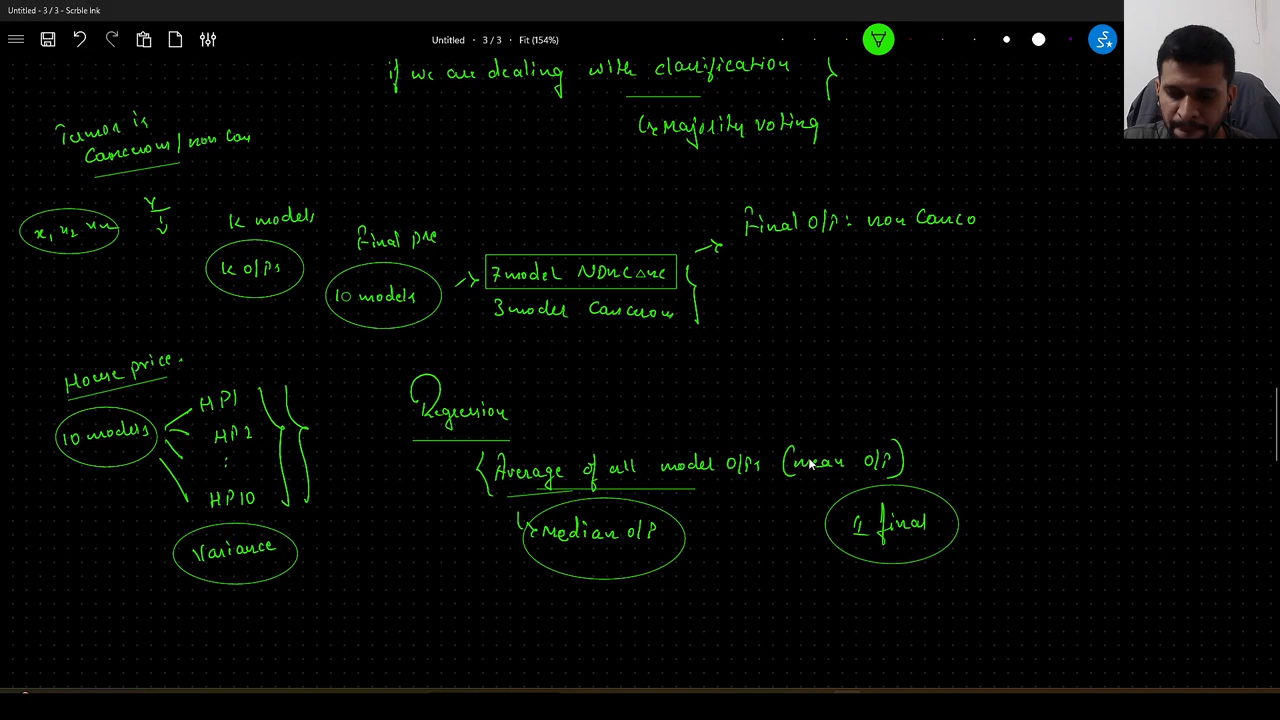 Untitled - 3 / 3 - Scrble Ink
Untitled • 3 / 3 • Fit (154%)
if we are dealing with classification
↳ Majority voting
Tumor is
Cancerous / non Can
x1 x2 xn
Y
K models
K O/Ps
Final pre
10 models
7 model NonCanc
3 model Cancerous
Final O/P: non Canco
House price.
10 models
HP1
HP2
:
HP10
Variance
Regression
Average of all model O/Ps (mean O/P)
↳ Median O/P
1 final